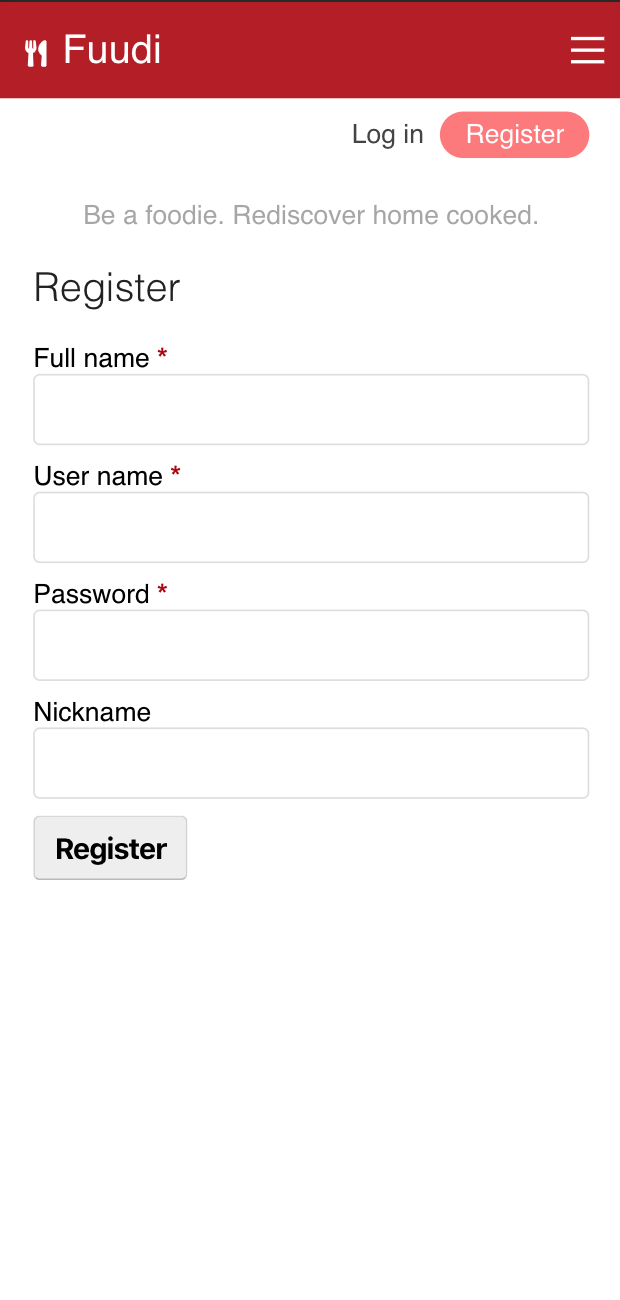 Fuudi
Log in Register
Be a foodie. Rediscover home cooked.
Register
Full name *
User name *
Password *
Nickname
Register